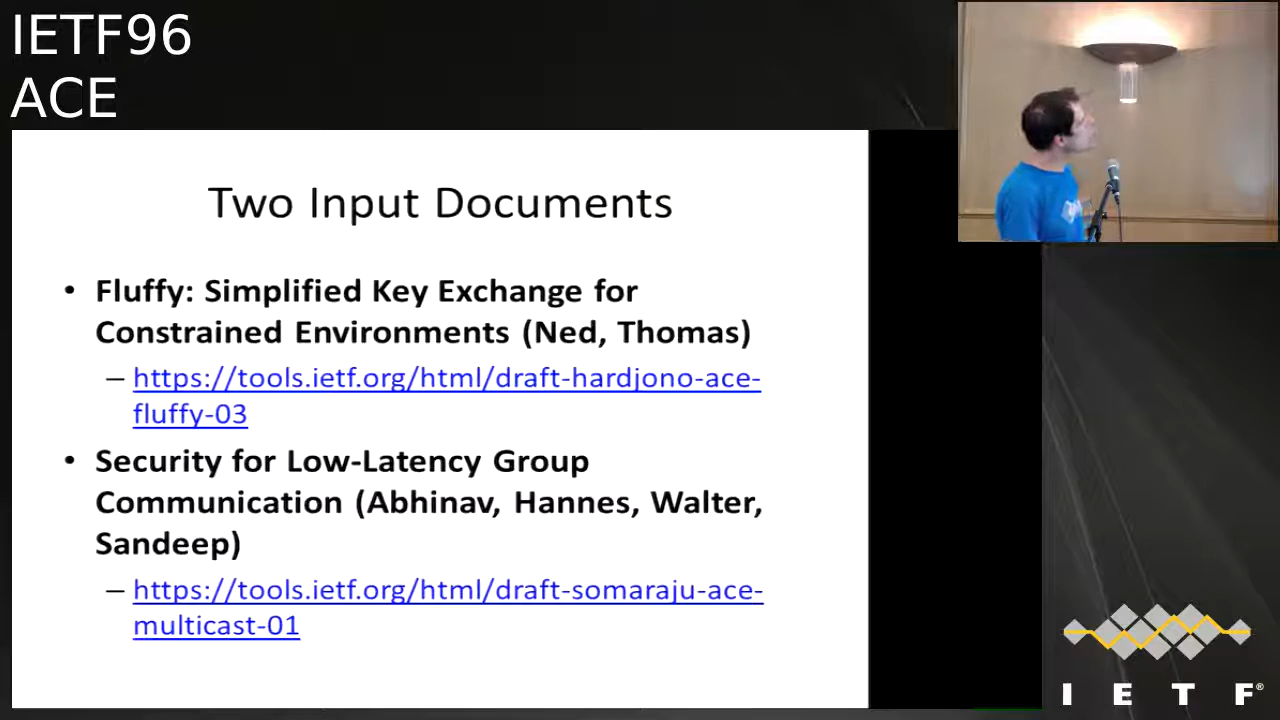 IETF96
ACE
Two Input Documents
• Fluffy: Simplified Key Exchange for
Constrained Environments (Ned, Thomas)
– https://tools.ietf.org/html/draft-hardjono-ace-
fluffy-03
• Security for Low-Latency Group
Communication (Abhinav, Hannes, Walter,
Sandeep)
– https://tools.ietf.org/html/draft-somaraju-ace-
multicast-01
I E T F®